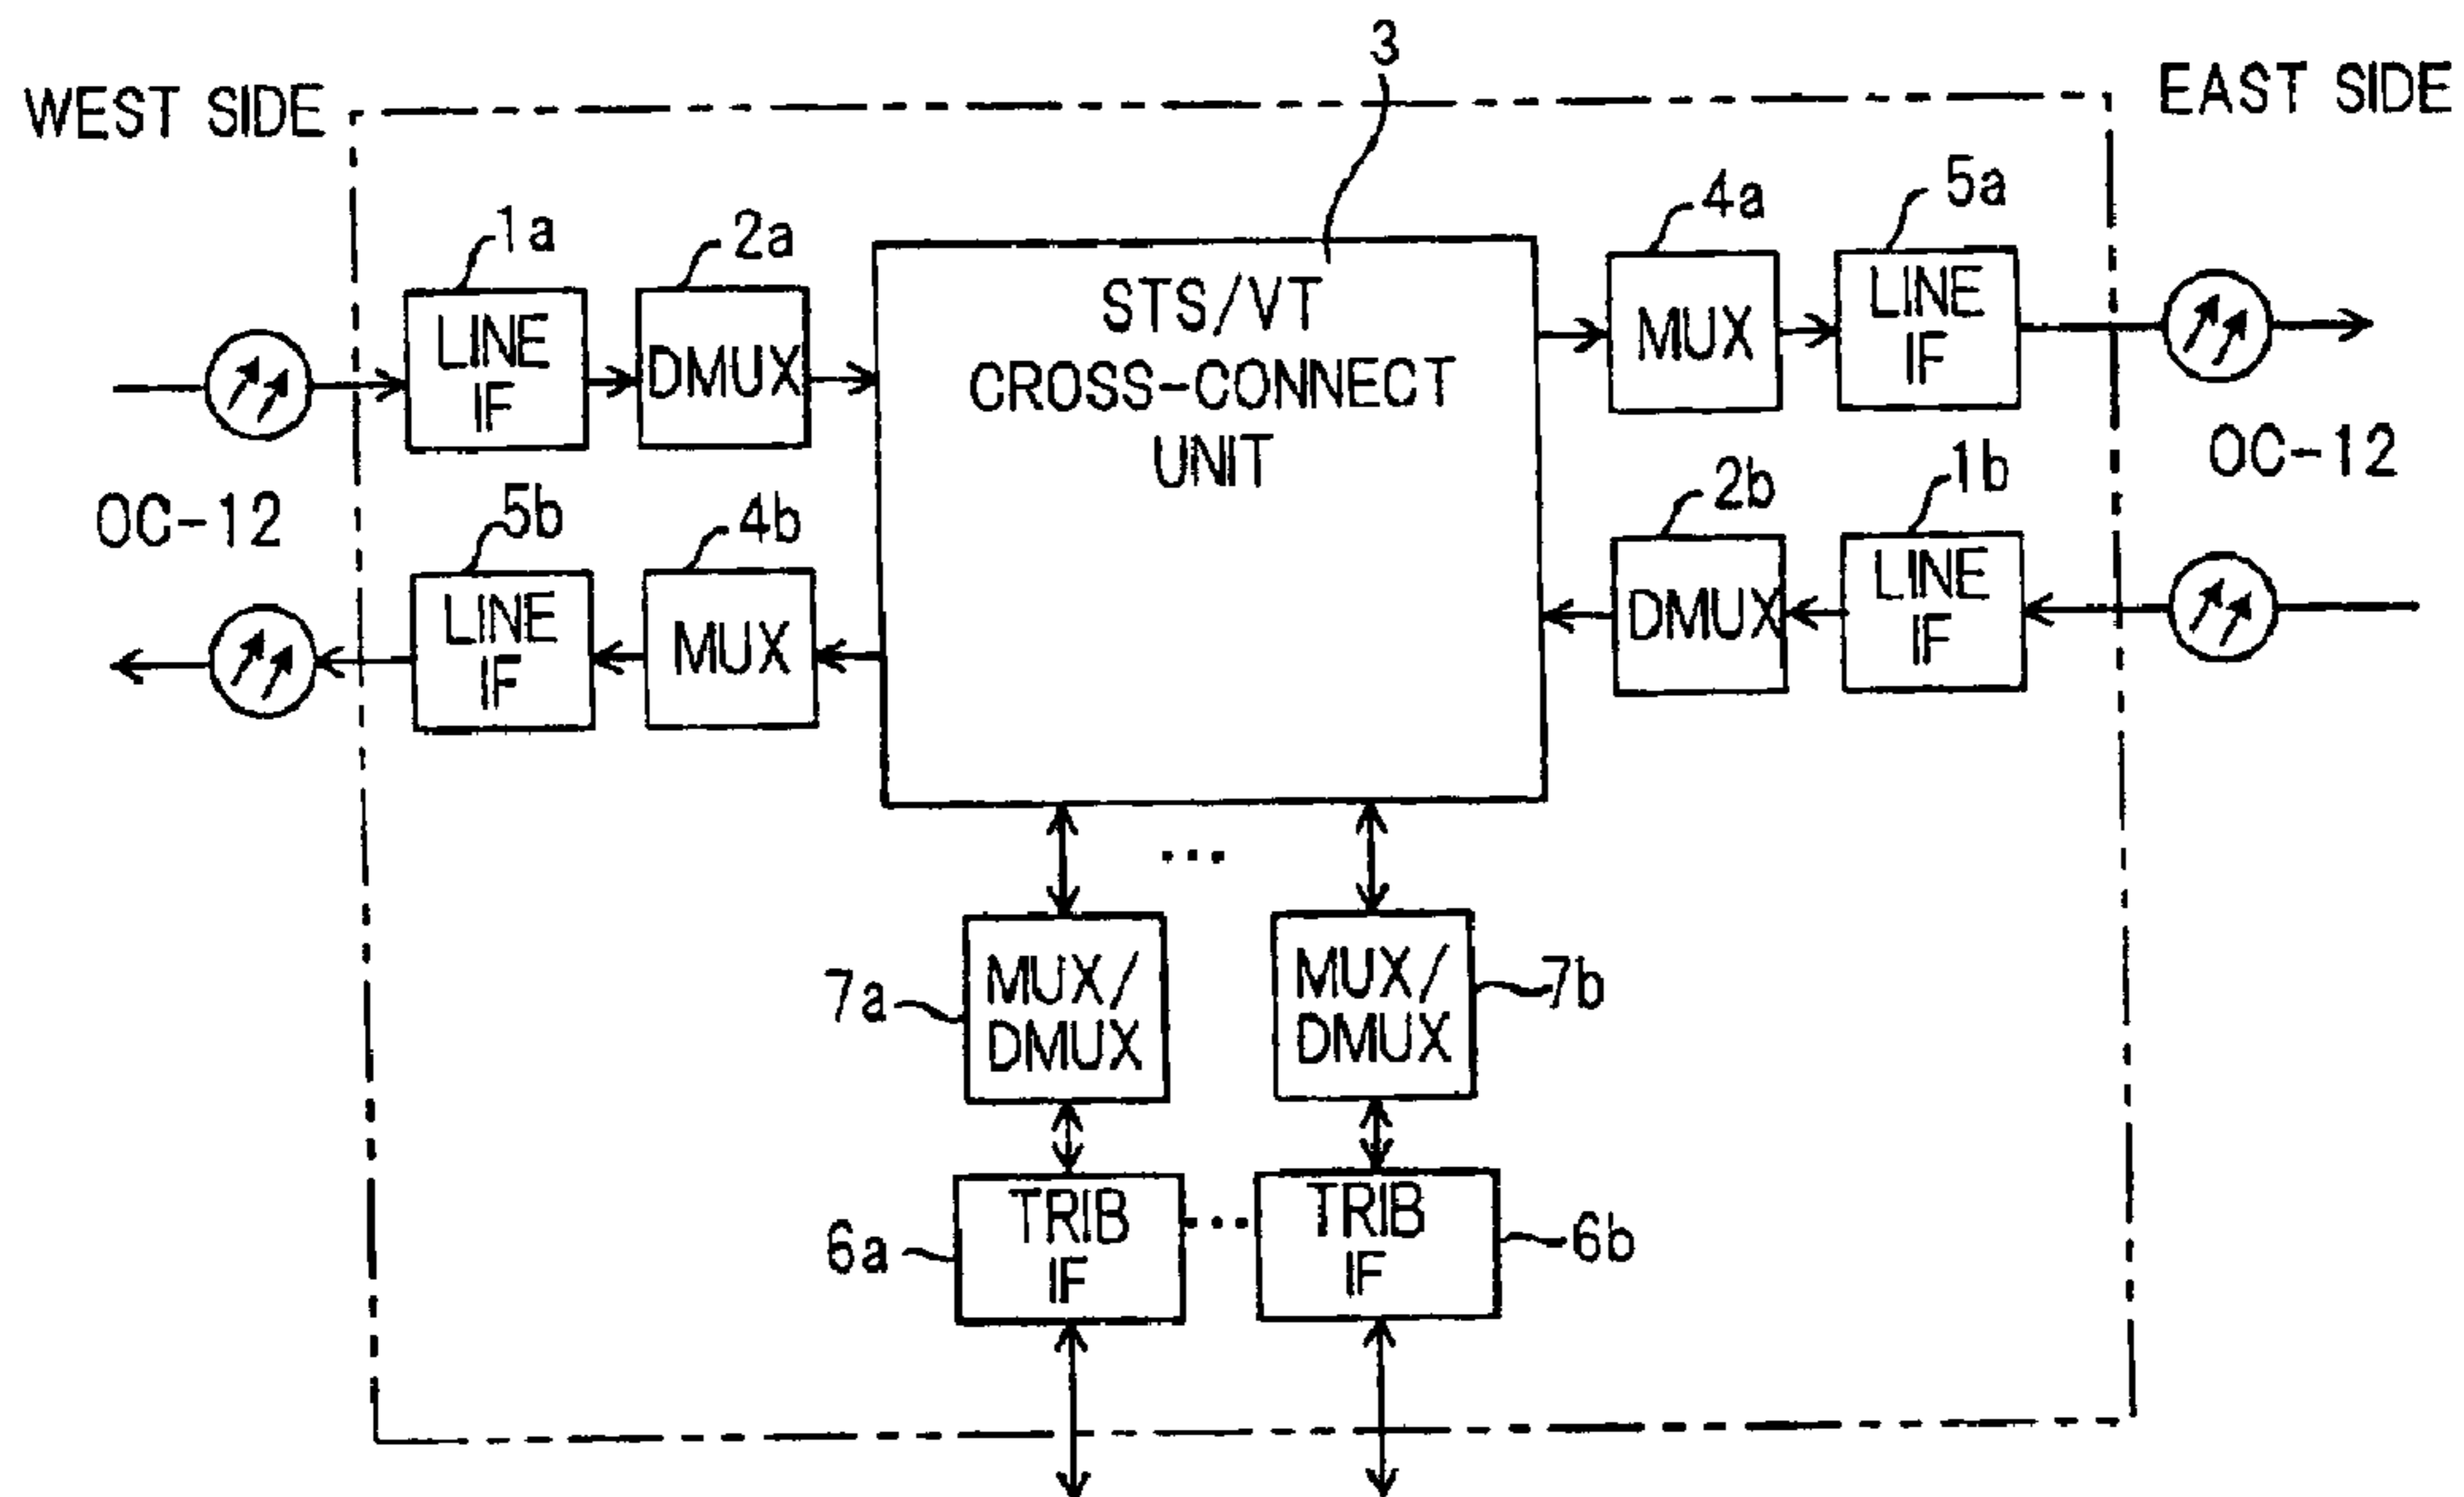 3
WEST SIDE
EAST SIDE
1a
2a
4a
5a
LINE
IF
DMUX
STS/VT
CROSS-CONNECT
UNIT
MUX
LINE
IF
OC-12
OC-12
5b
4b
2b
1b
LINE
IF
MUX
DMUX
LINE
IF
...
7a
MUX/
DMUX
MUX/
DMUX
7b
6a
TRIB
IF
...
TRIB
IF
6b